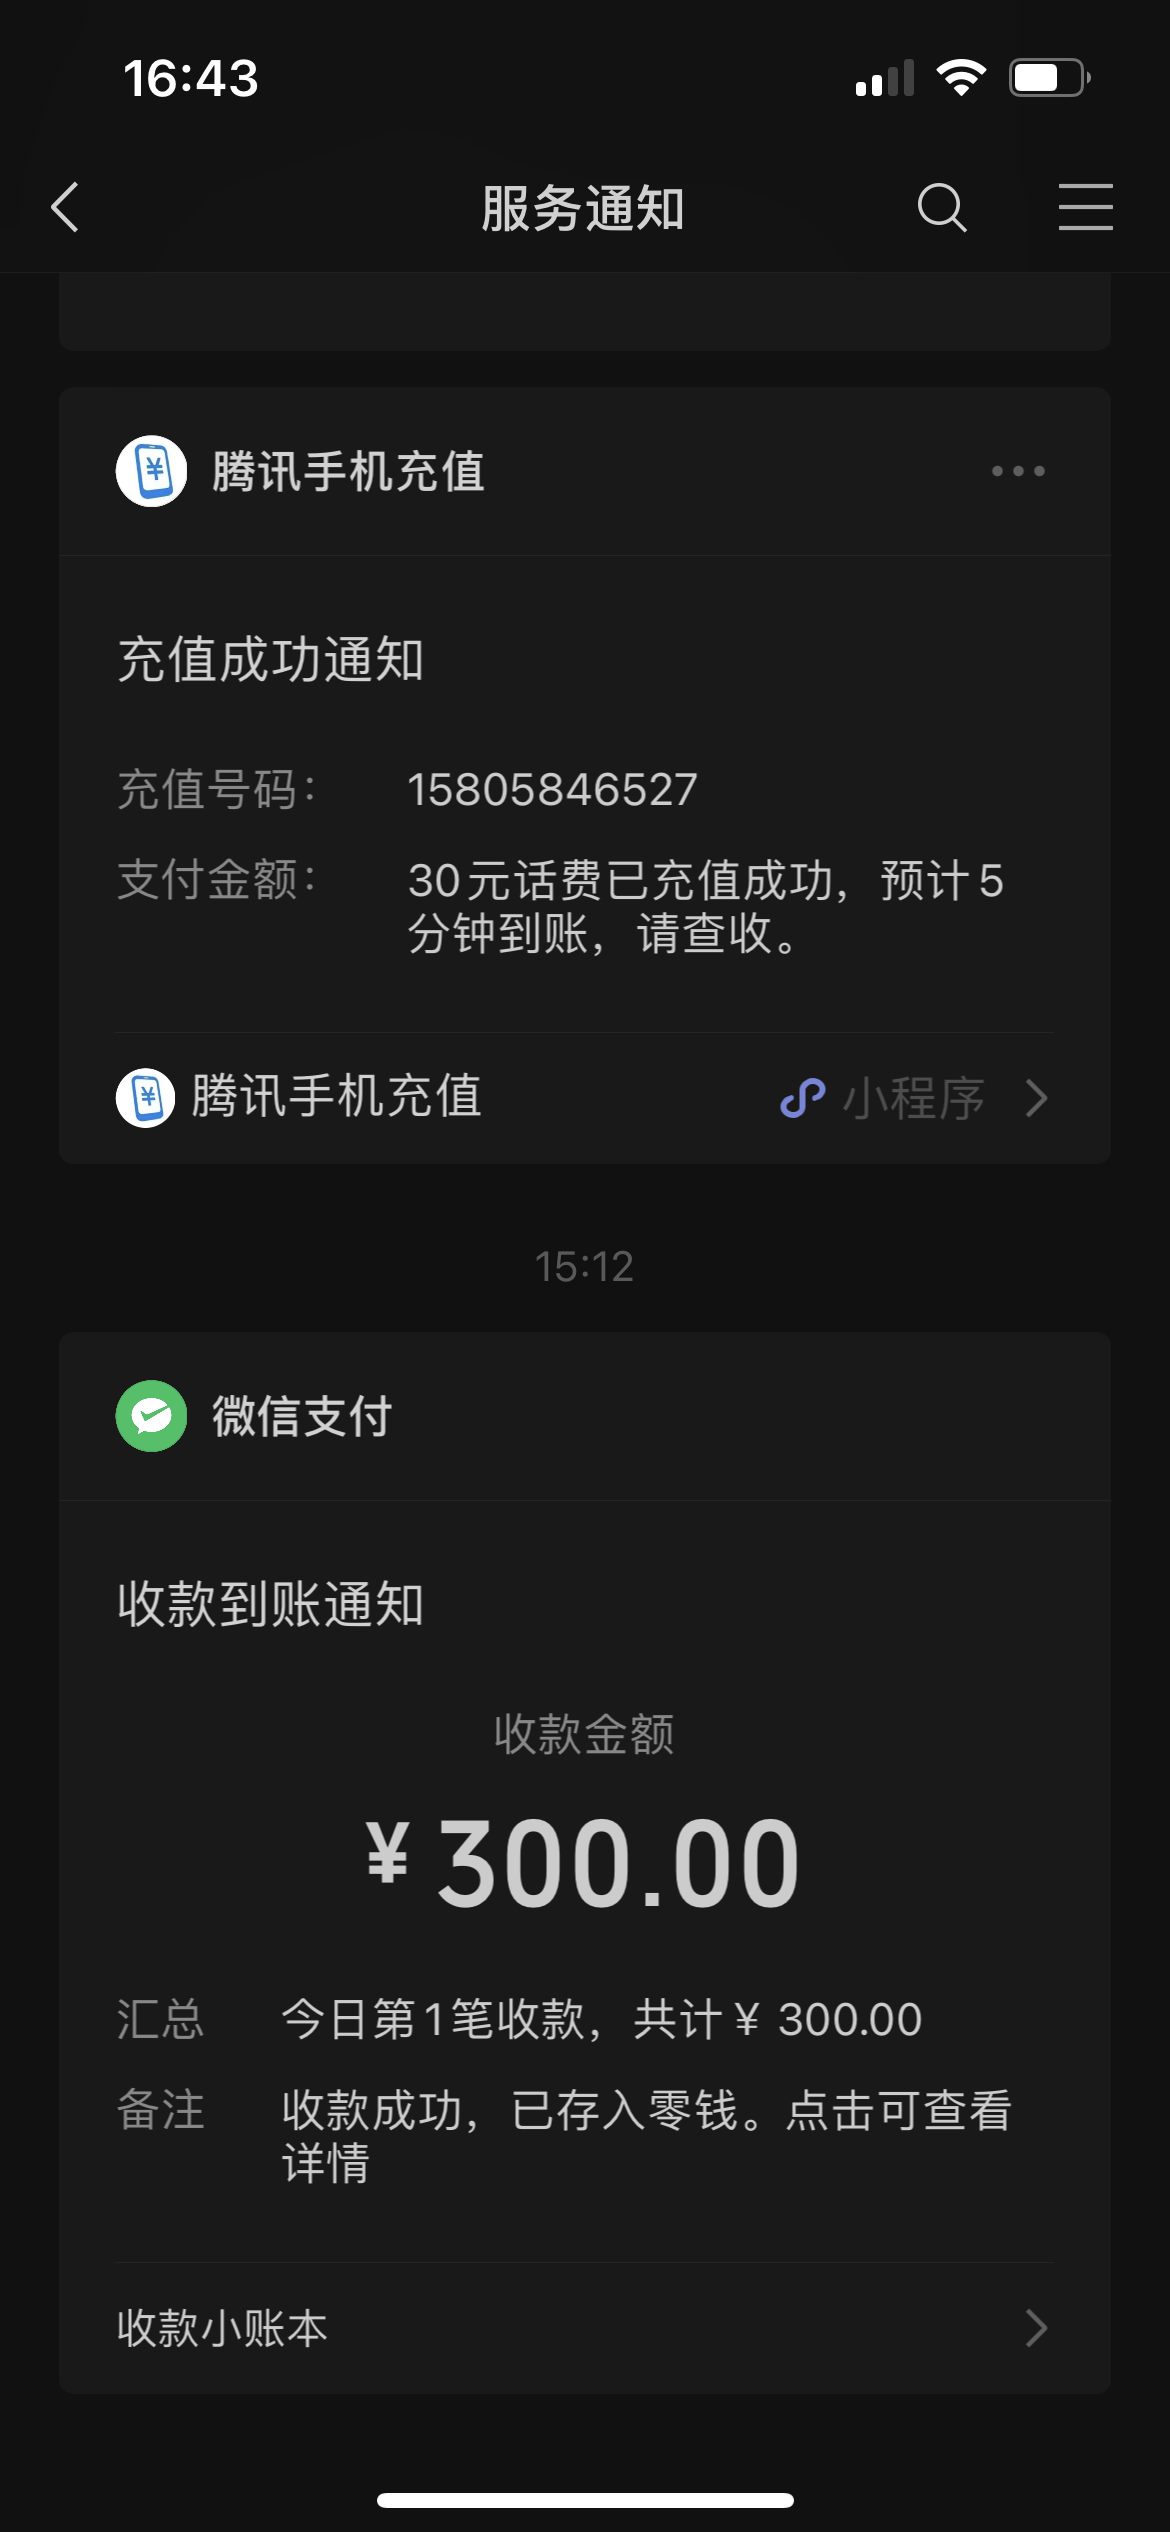 16:43
服务通知
腾讯手机充值
充值成功通知
充值号码： 15805846527
支付金额： 30元话费已充值成功，预计5
分钟到账，请查收。
腾讯手机充值 小程序
15:12
微信支付
收款到账通知
收款金额
¥300.00
汇总 今日第1笔收款，共计¥ 300.00
备注 收款成功，已存入零钱。点击可查看
详情
收款小账本